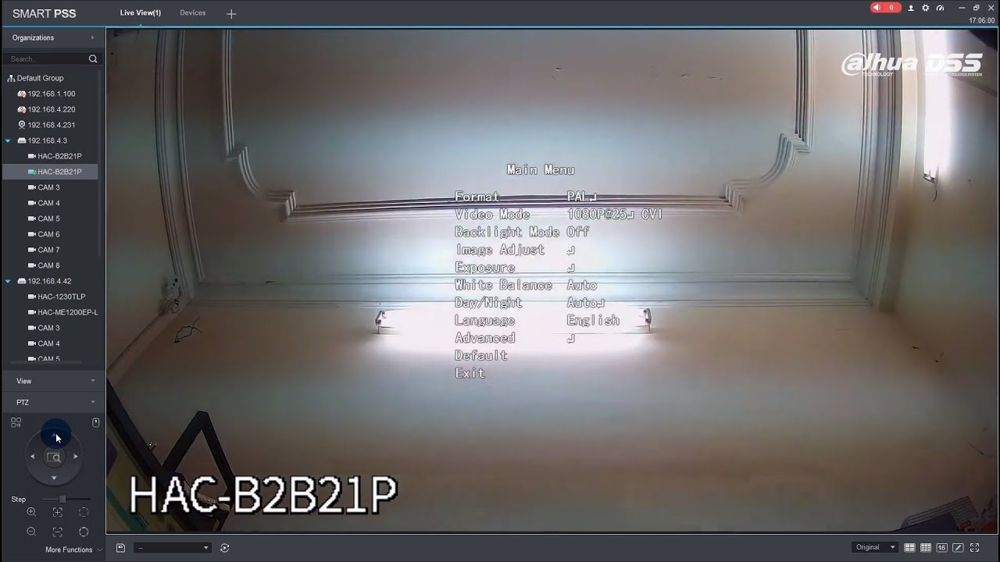 SMART PSS
Live View(1)
Devices
0
17:06:00
Organizations
Search...
Default Group
192.168.1.100
192.168.4.220
192.168.4.231
192.168.4.3
HAC-B2B21P
HAC-B2B21P
CAM 3
CAM 4
CAM 5
CAM 6
CAM 7
CAM 8
192.168.4.42
HAC-1230TLP
HAC-ME1200EP-L
CAM 3
CAM 4
CAM 5
View
PTZ
Step
More Functions
alhua DSS
TECHNOLOGY
Main Menu
Format PAL↲
Video Mode 1080P@25↲ CVI
Backlight Mode Off
Image Adjust ↲
Exposure ↲
White Balance Auto
Day/Night Auto↲
Language English
Advanced ↲
Default
Exit
HAC-B2B21P
--
Original
16